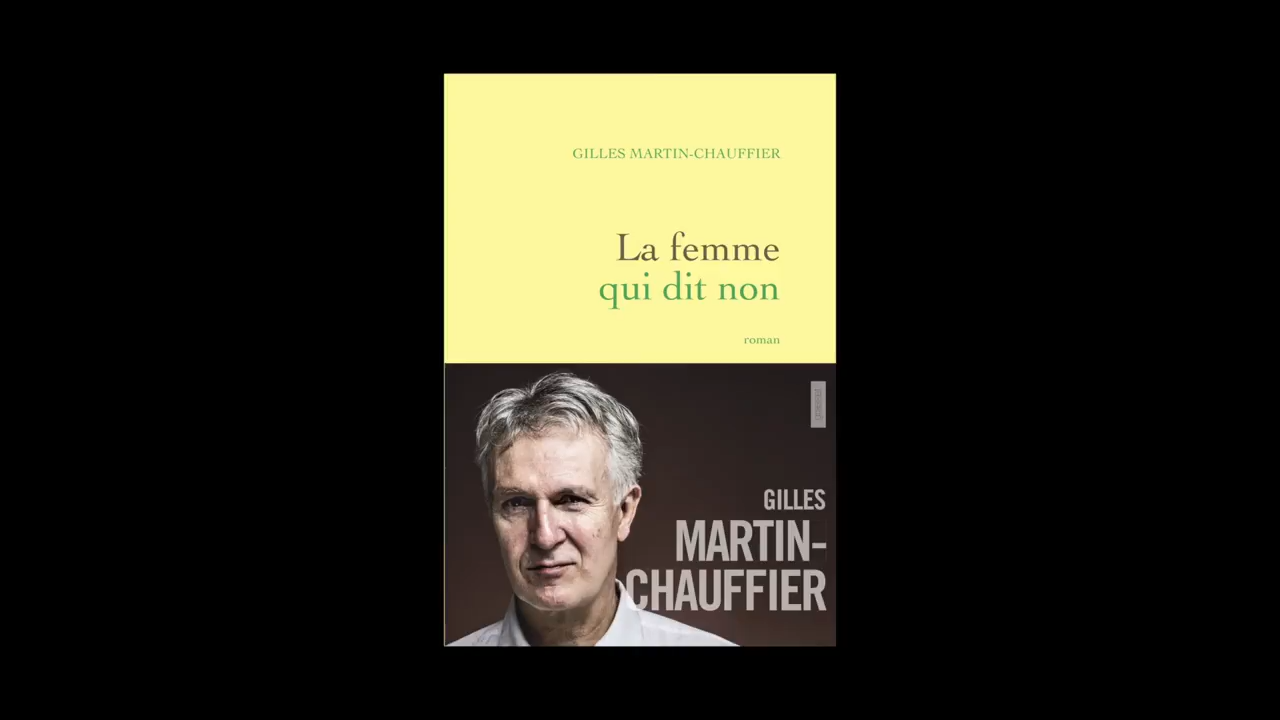 GILLES MARTIN-CHAUFFIER
La femme
qui dit non
roman
GILLES
MARTIN-
CHAUFFIER